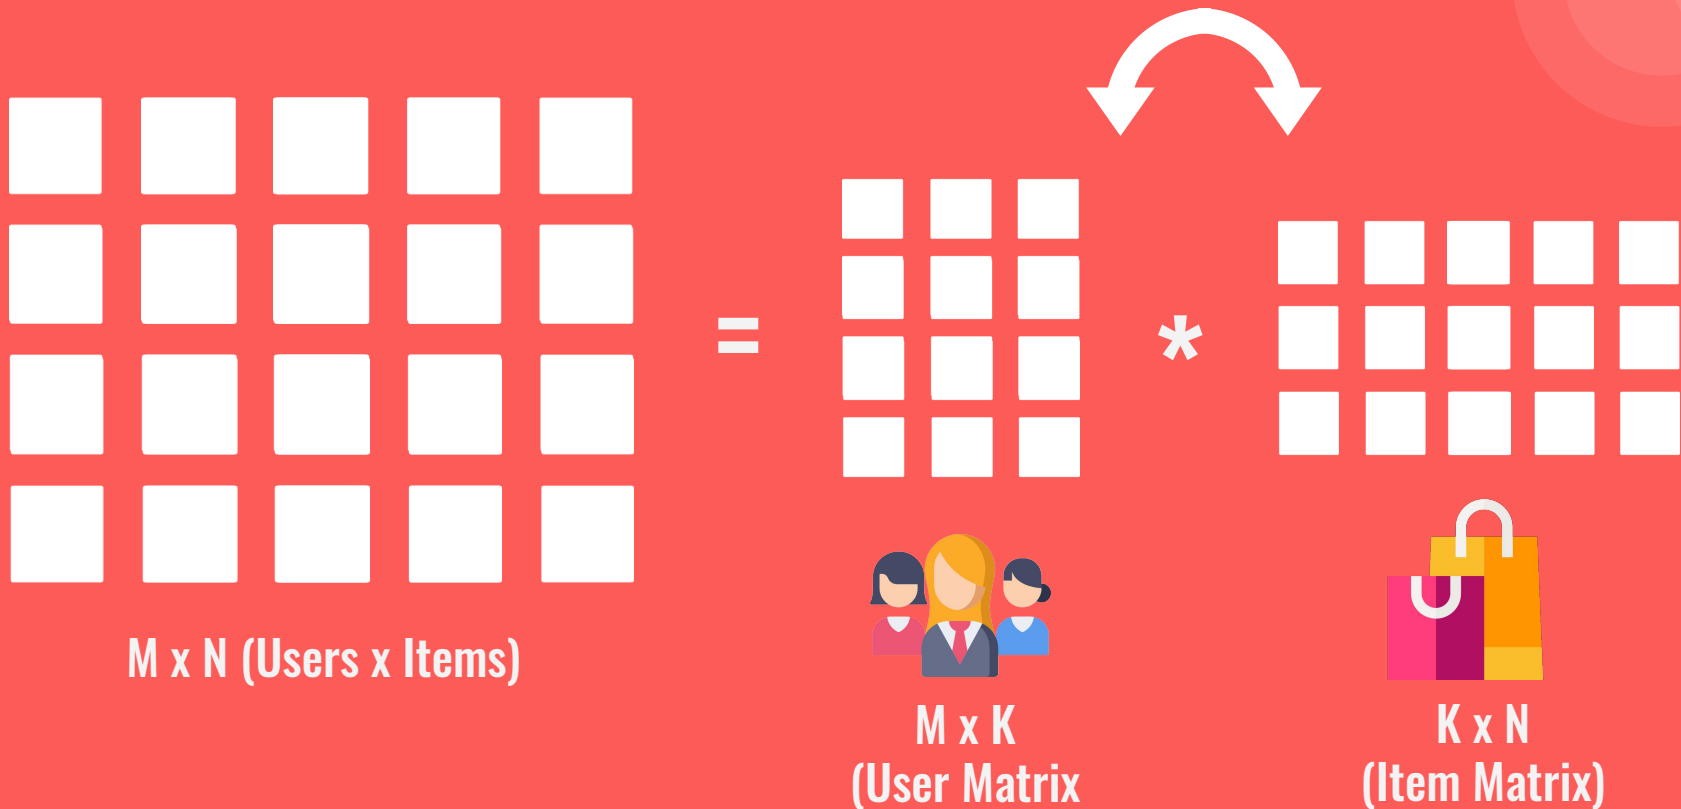 =
*
M x N (Users x Items)
M x K
(User Matrix
K x N
(Item Matrix)